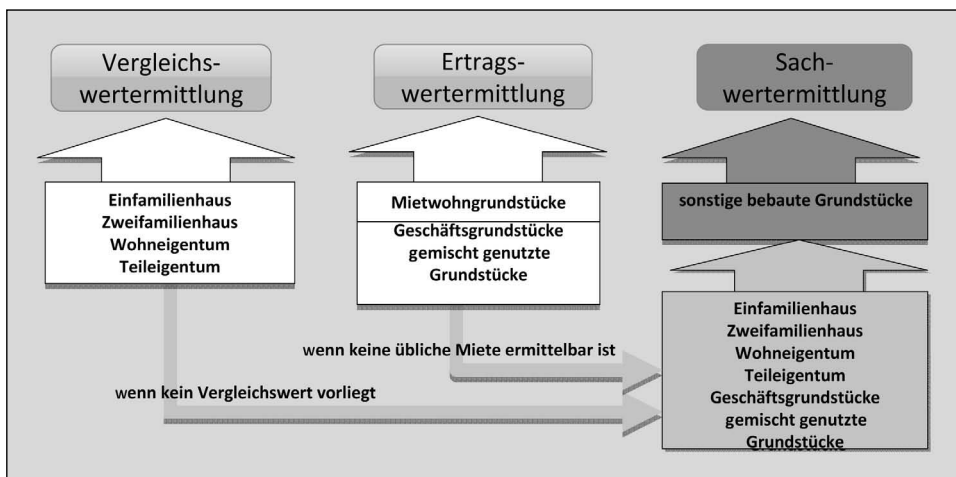 Vergleichs-
wertermittlung
Ertrags-
wertermittlung
Sach-
wertermittlung
Einfamilienhaus
Zweifamilienhaus
Wohneigentum
Teileigentum
Mietwohngrundstücke
Geschäftsgrundstücke
gemischt genutzte
Grundstücke
sonstige bebaute Grundstücke
wenn keine übliche Miete ermittelbar ist
wenn kein Vergleichswert vorliegt
Einfamilienhaus
Zweifamilienhaus
Wohneigentum
Teileigentum
Geschäftsgrundstücke
gemischt genutzte
Grundstücke